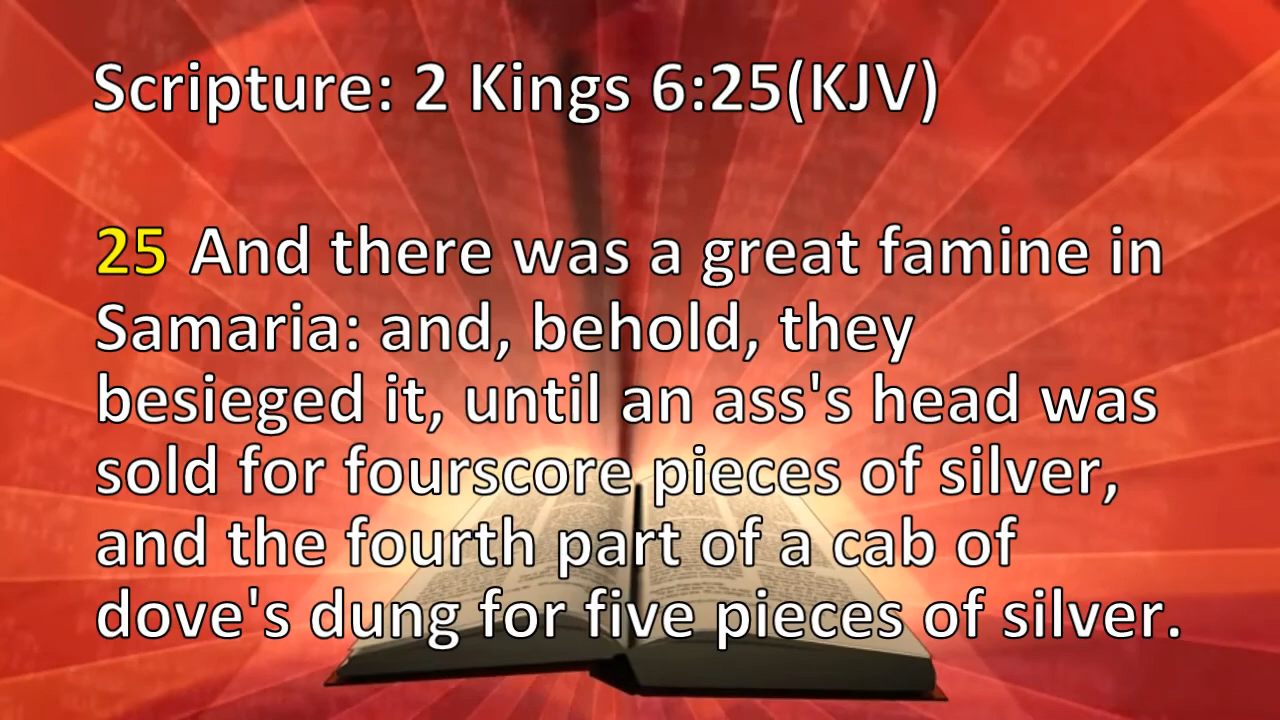 Scripture: 2 Kings 6:25(KJV)
25 And there was a great famine in
Samaria: and, behold, they
besieged it, until an ass's head was
sold for fourscore pieces of silver,
and the fourth part of a cab of
dove's dung for five pieces of silver.